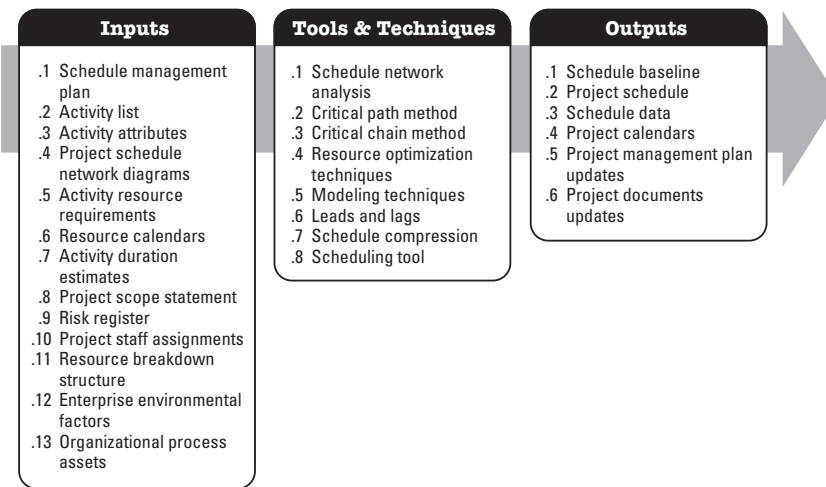 Inputs
.1 Schedule management
plan
.2 Activity list
.3 Activity attributes
.4 Project schedule
network diagrams
.5 Activity resource
requirements
.6 Resource calendars
.7 Activity duration
estimates
.8 Project scope statement
.9 Risk register
.10 Project staff assignments
.11 Resource breakdown
structure
.12 Enterprise environmental
factors
.13 Organizational process
assets
Tools & Techniques
.1 Schedule network
analysis
.2 Critical path method
.3 Critical chain method
.4 Resource optimization
techniques
.5 Modeling techniques
.6 Leads and lags
.7 Schedule compression
.8 Scheduling tool
Outputs
.1 Schedule baseline
.2 Project schedule
.3 Schedule data
.4 Project calendars
.5 Project management plan
updates
.6 Project documents
updates